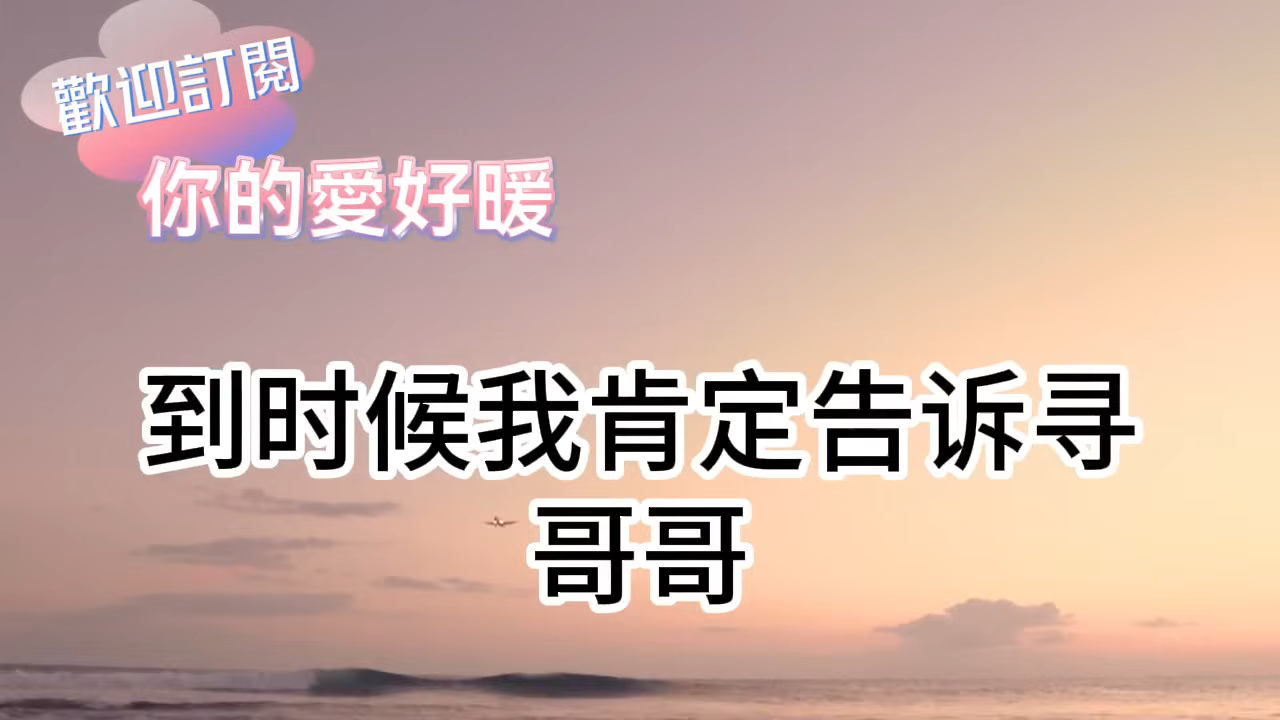 歡迎訂閱
你的愛好暖
到时候我肯定告诉寻
哥哥